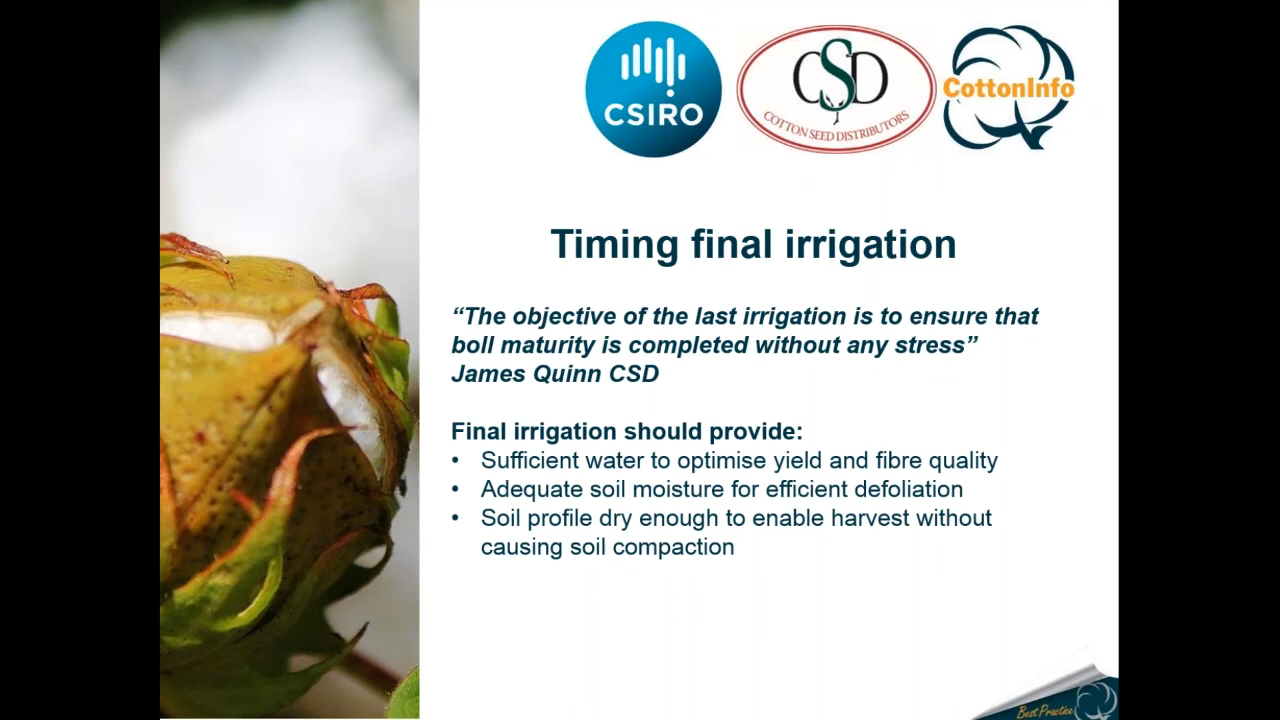 CSIRO
CSD
COTTON SEED DISTRIBUTORS
CottonInfo
Timing final irrigation
“The objective of the last irrigation is to ensure that
boll maturity is completed without any stress”
James Quinn CSD
Final irrigation should provide:
• Sufficient water to optimise yield and fibre quality
• Adequate soil moisture for efficient defoliation
• Soil profile dry enough to enable harvest without
causing soil compaction
Best Practice